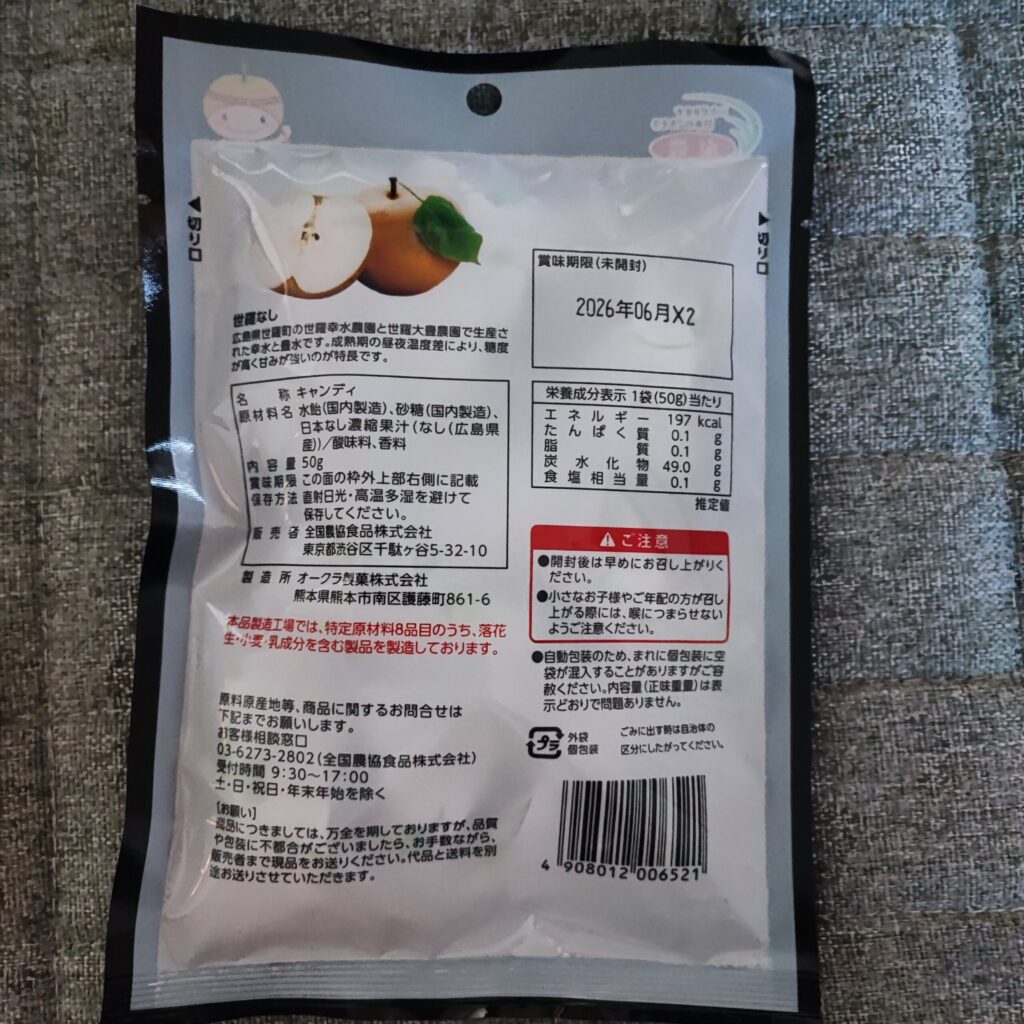 切り口
切り口
世羅なし
広島県世羅町の世羅幸水農園と世羅大豊農園で生産さ
れた幸水と豊水です。成熟期の昼夜温度差により、糖度
が高く甘みが強いのが特長です。
名称 キャンディ
原材料名 水飴(国内製造)、砂糖(国内製造)、
日本なし濃縮果汁(なし(広島県
産))/酸味料、香料
内容量 50g
賞味期限 この面の枠外上部右側に記載
保存方法 直射日光・高温多湿を避けて
保存してください。
販売者 全国農協食品株式会社
東京都渋谷区千駄ヶ谷5-32-10
製造所 オークラ製菓株式会社
熊本県熊本市南区護藤町861-6
本品製造工場では、特定原材料8品目のうち、落花
生・小麦・乳成分を含む製品を製造しております。
原料原産地等、商品に関するお問合せは
下記までお願いします。
お客様相談窓口
03-6273-2802(全国農協食品株式会社)
受付時間 9:30〜17:00
土・日・祝日・年末年始を除く
[お願い]
商品につきましては、万全を期しておりますが、品質
や包装に不都合がございましたら、お手数ながら、
販売者まで現品をお送りください。代品と送料を別
途お送りさせていただきます。
賞味期限(未開封)
2026年06月X2
栄養成分表示 1袋(50g)当たり
エネルギー 197 kcal
たんぱく質 0.1 g
脂質 0.1 g
炭水化物 49.0 g
食塩相当量 0.1 g
推定値
ご注意
●開封後は早めにお召し上がりく
ださい。
●小さなお子様やご年配の方が召し
上がる際には、喉につまらせない
ようご注意ください。
●自動包装のため、まれに個包装に空
袋が混入することがありますがご容
赦ください。内容量(正味重量)は表
示どおりで問題ありません。
プラ
外袋
個包装
ごみに出す時は自治体の
区分にしたがってください。
4 908012 006521